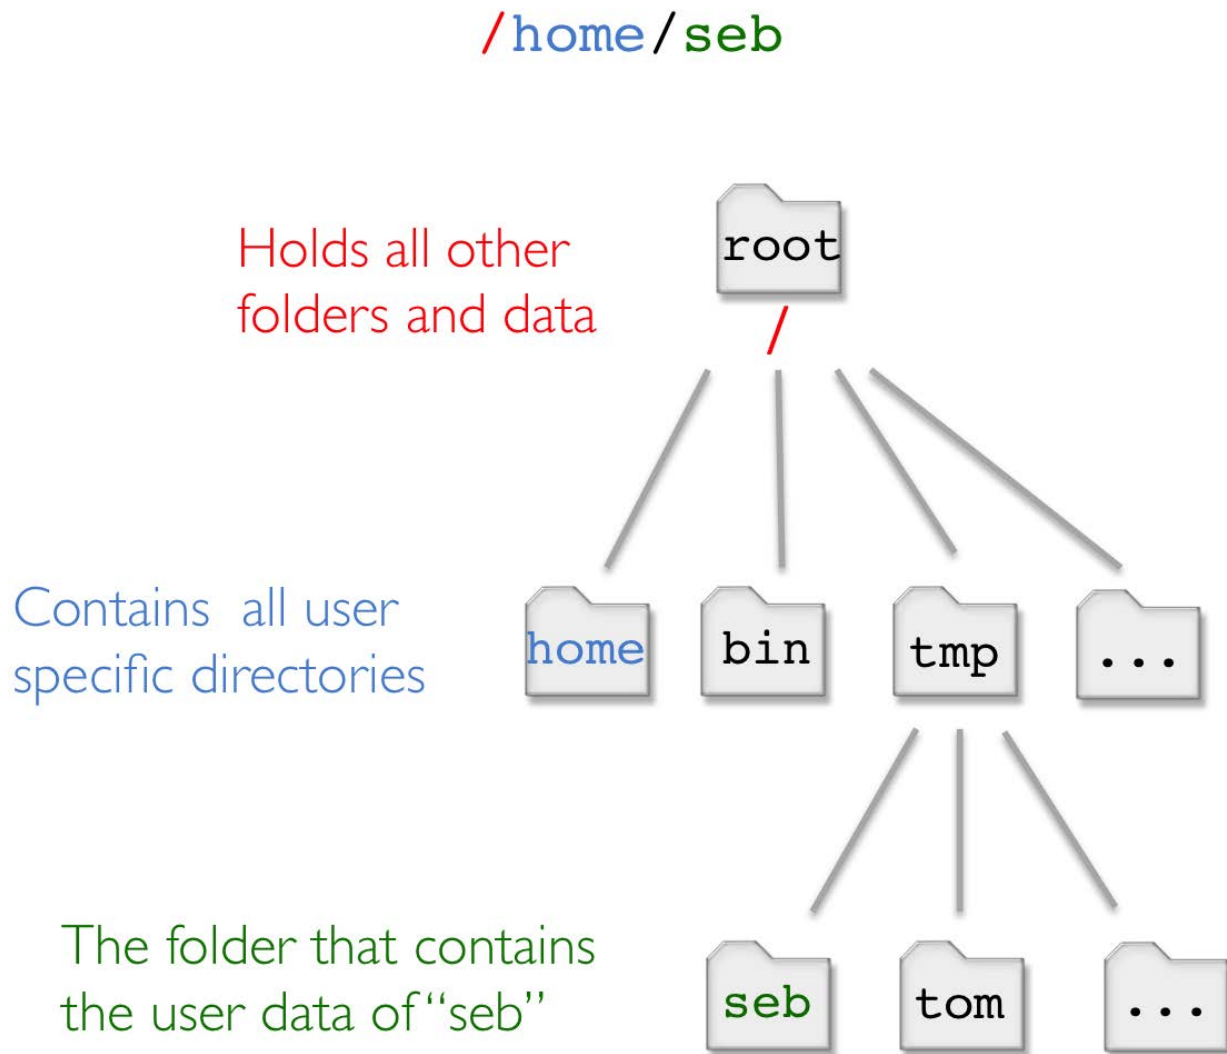 /home/seb
root
Holds all other
folders and data
/
home
bin
tmp
...
Contains all user
specific directories
seb
tom
...
The folder that contains
the user data of “seb”